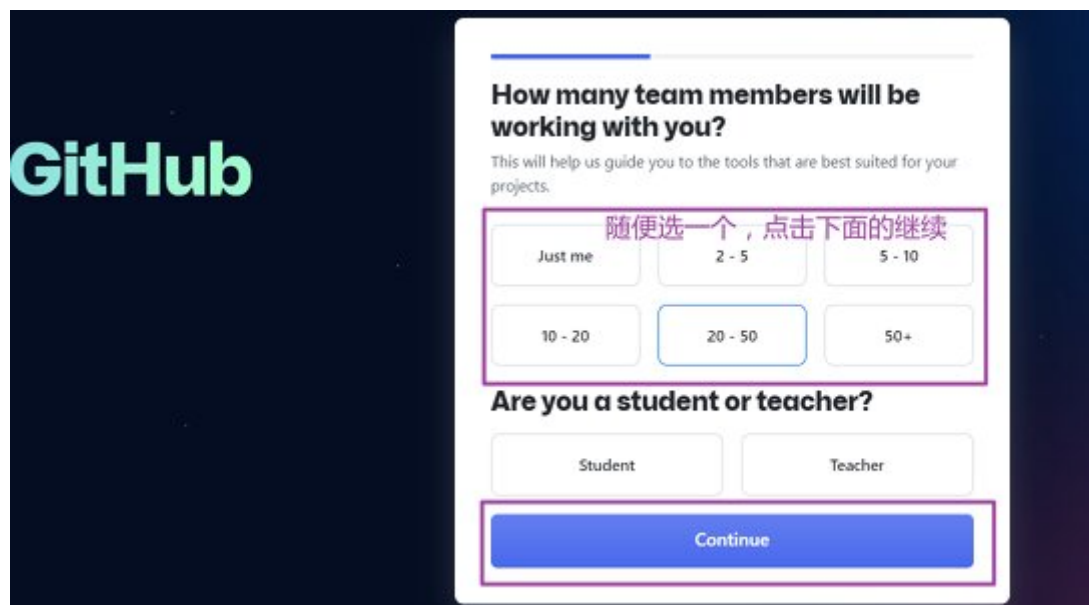 GitHub
How many team members will be
working with you?
This will help us guide you to the tools that are best suited for your
projects.
随便选一个，点击下面的继续
Just me
2 - 5
5 - 10
10 - 20
20 - 50
50+
Are you a student or teacher?
Student
Teacher
Continue